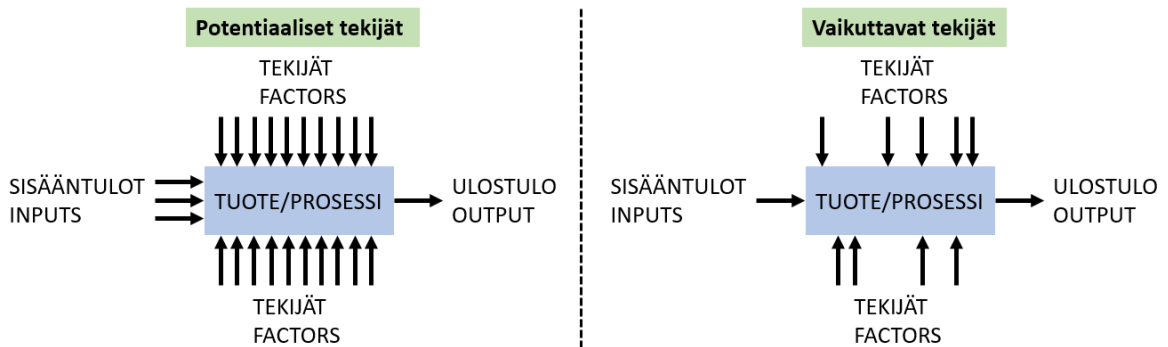 Potentiaaliset tekijät
TEKIJÄT
FACTORS
SISÄÄNTULOT
INPUTS
TUOTE/PROSESSI
ULOSTULO
OUTPUT
TEKIJÄT
FACTORS
Vaikuttavat tekijät
TEKIJÄT
FACTORS
SISÄÄNTULOT
INPUTS
TUOTE/PROSESSI
ULOSTULO
OUTPUT
TEKIJÄT
FACTORS